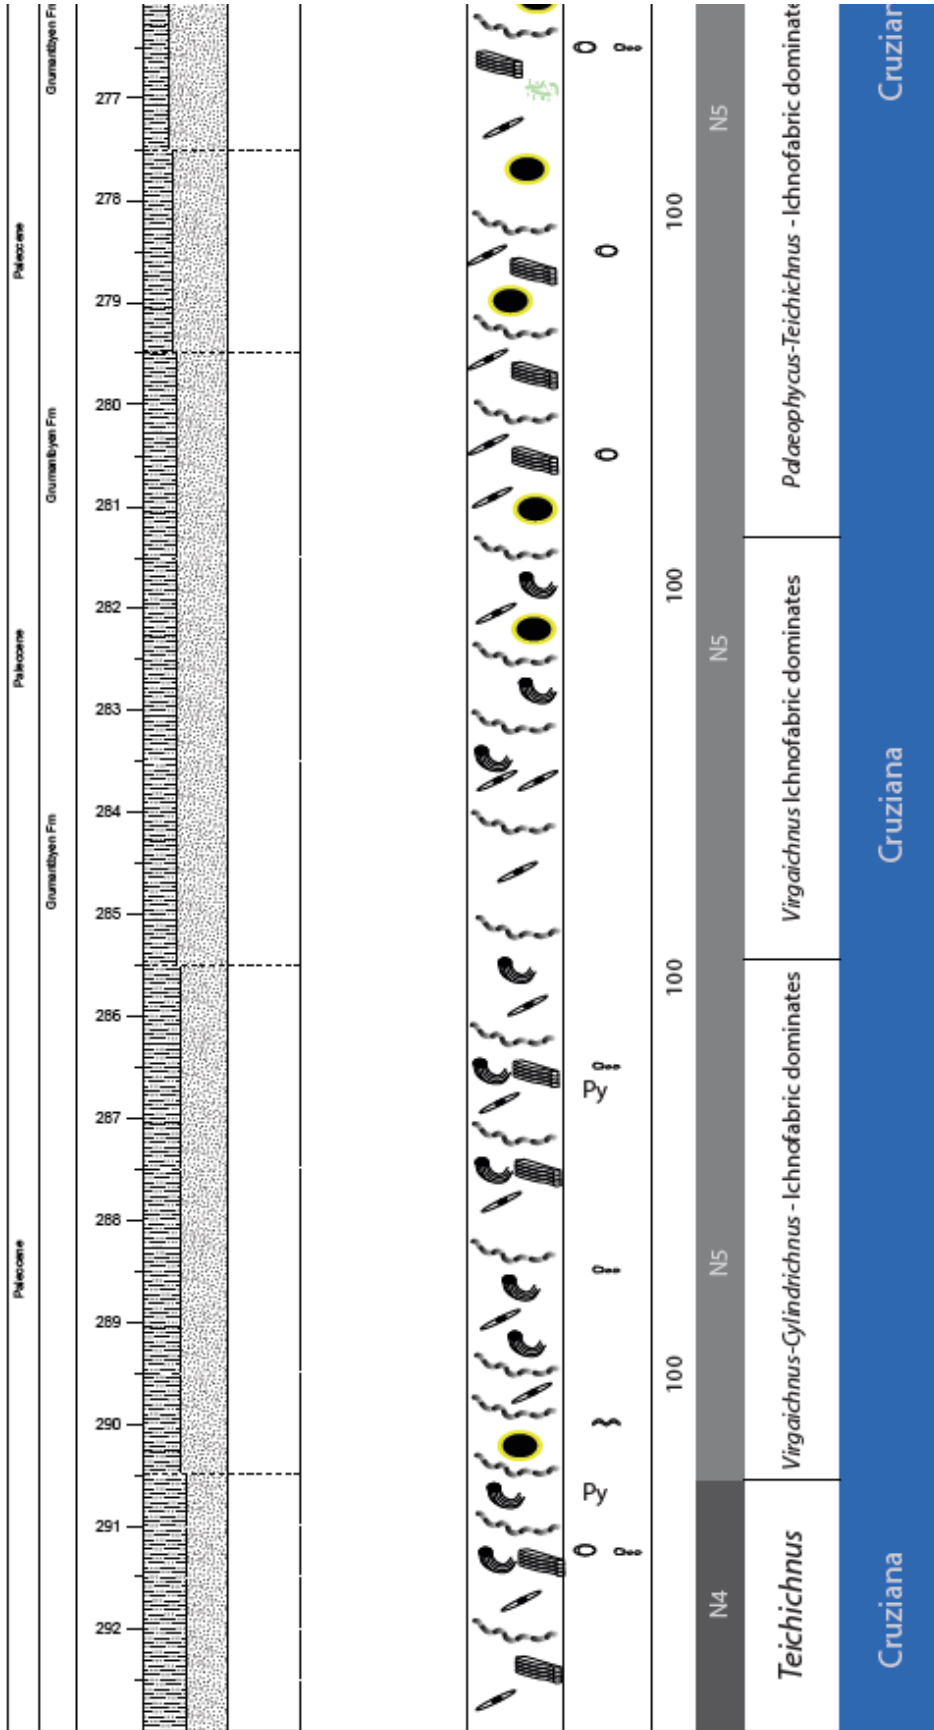 Paleocene
Paleocene
Paleocene
Grumantbyen Fm
Grumantbyen Fm
Grumantbyen Fm
277
278
279
280
281
282
283
284
285
286
287
288
289
290
291
292
Py
Py
100
100
100
100
N5
N5
N5
N4
Palaeophycus-Teichichnus - Ichnofabric dominate
Virgaichnus Ichnofabric dominates
Virgaichnus-Cylindrichnus - Ichnofabric dominates
Teichichnus
Cruzian
Cruziana
Cruziana